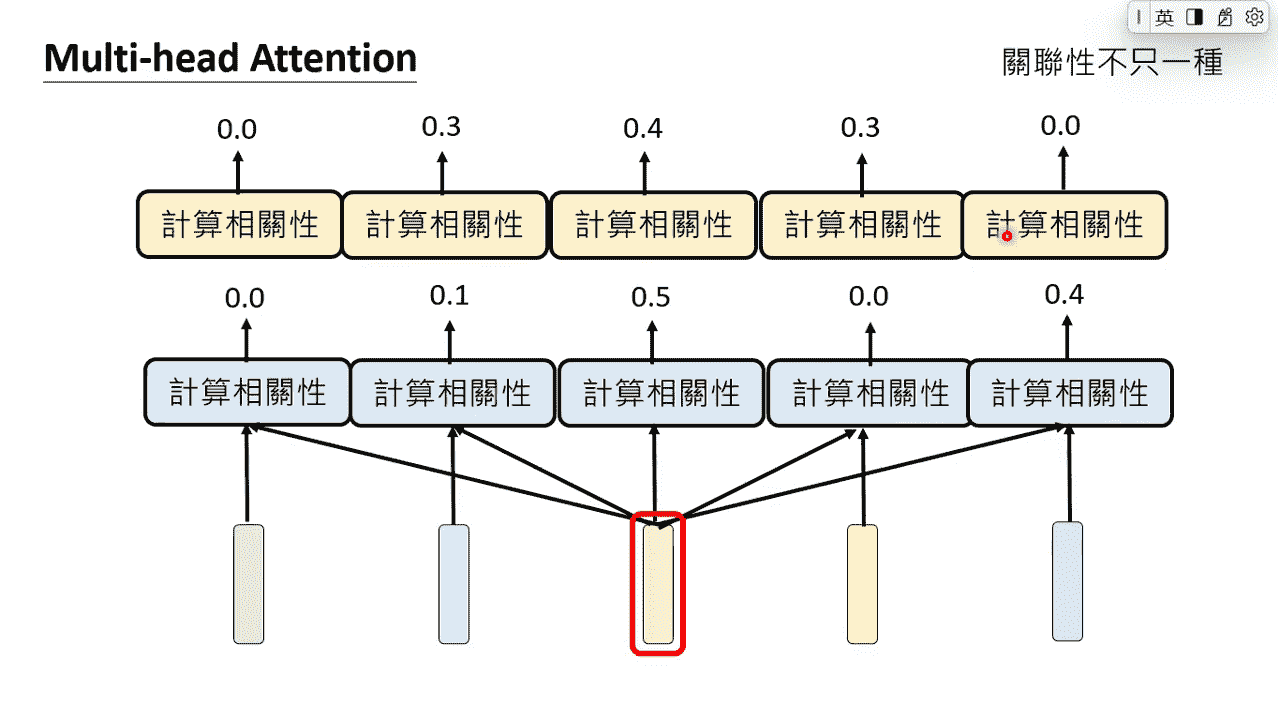 英
Multi-head Attention
關聯性不只一種
0.0 0.3 0.4 0.3 0.0
計算相關性 計算相關性 計算相關性 計算相關性 計算相關性
0.0 0.1 0.5 0.0 0.4
計算相關性 計算相關性 計算相關性 計算相關性 計算相關性